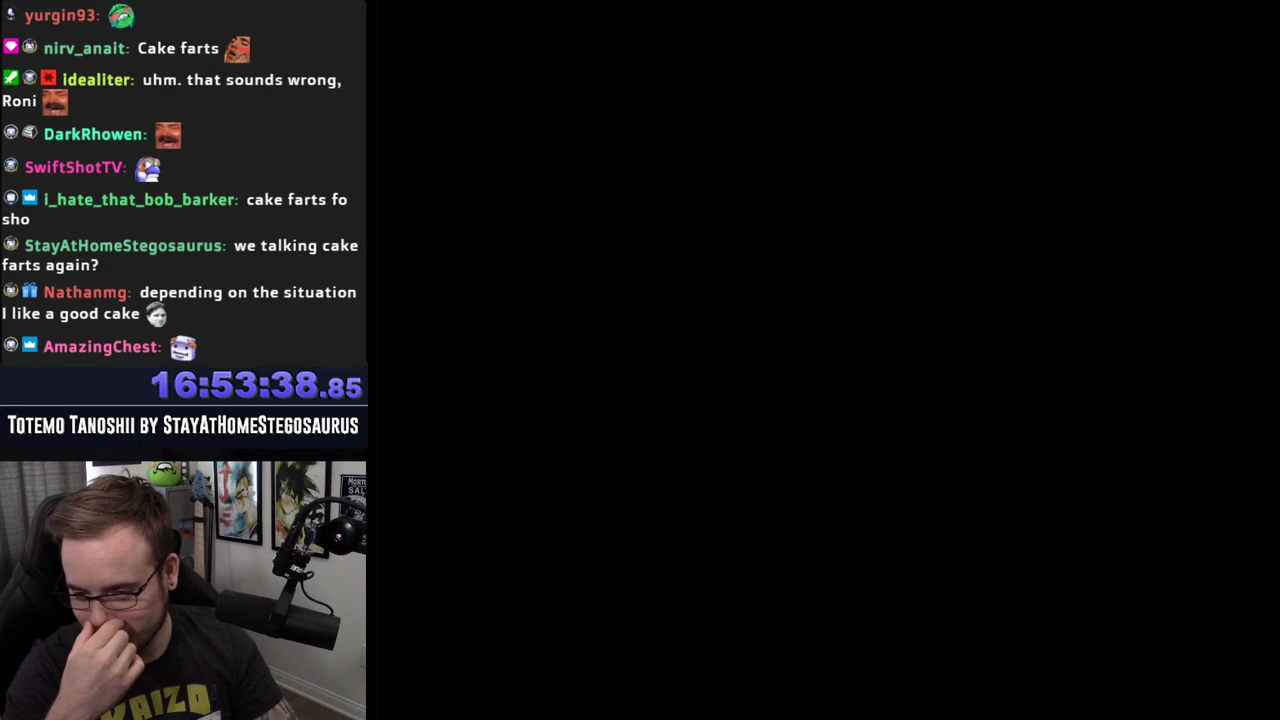 yurgin93:
nirv_anait: Cake farts
idealiter: uhm. that sounds wrong,
Roni
DarkRhowen:
SwiftShotTV:
i_hate_that_bob_barker: cake farts fo
sho
StayAtHomeStegosaurus: we talking cake
farts again?
Nathanmg: depending on the situation
I like a good cake
AmazingChest:
16:53:38.85
Totemo Tanoshii by StayAtHomeStegosaurus
KAIZO